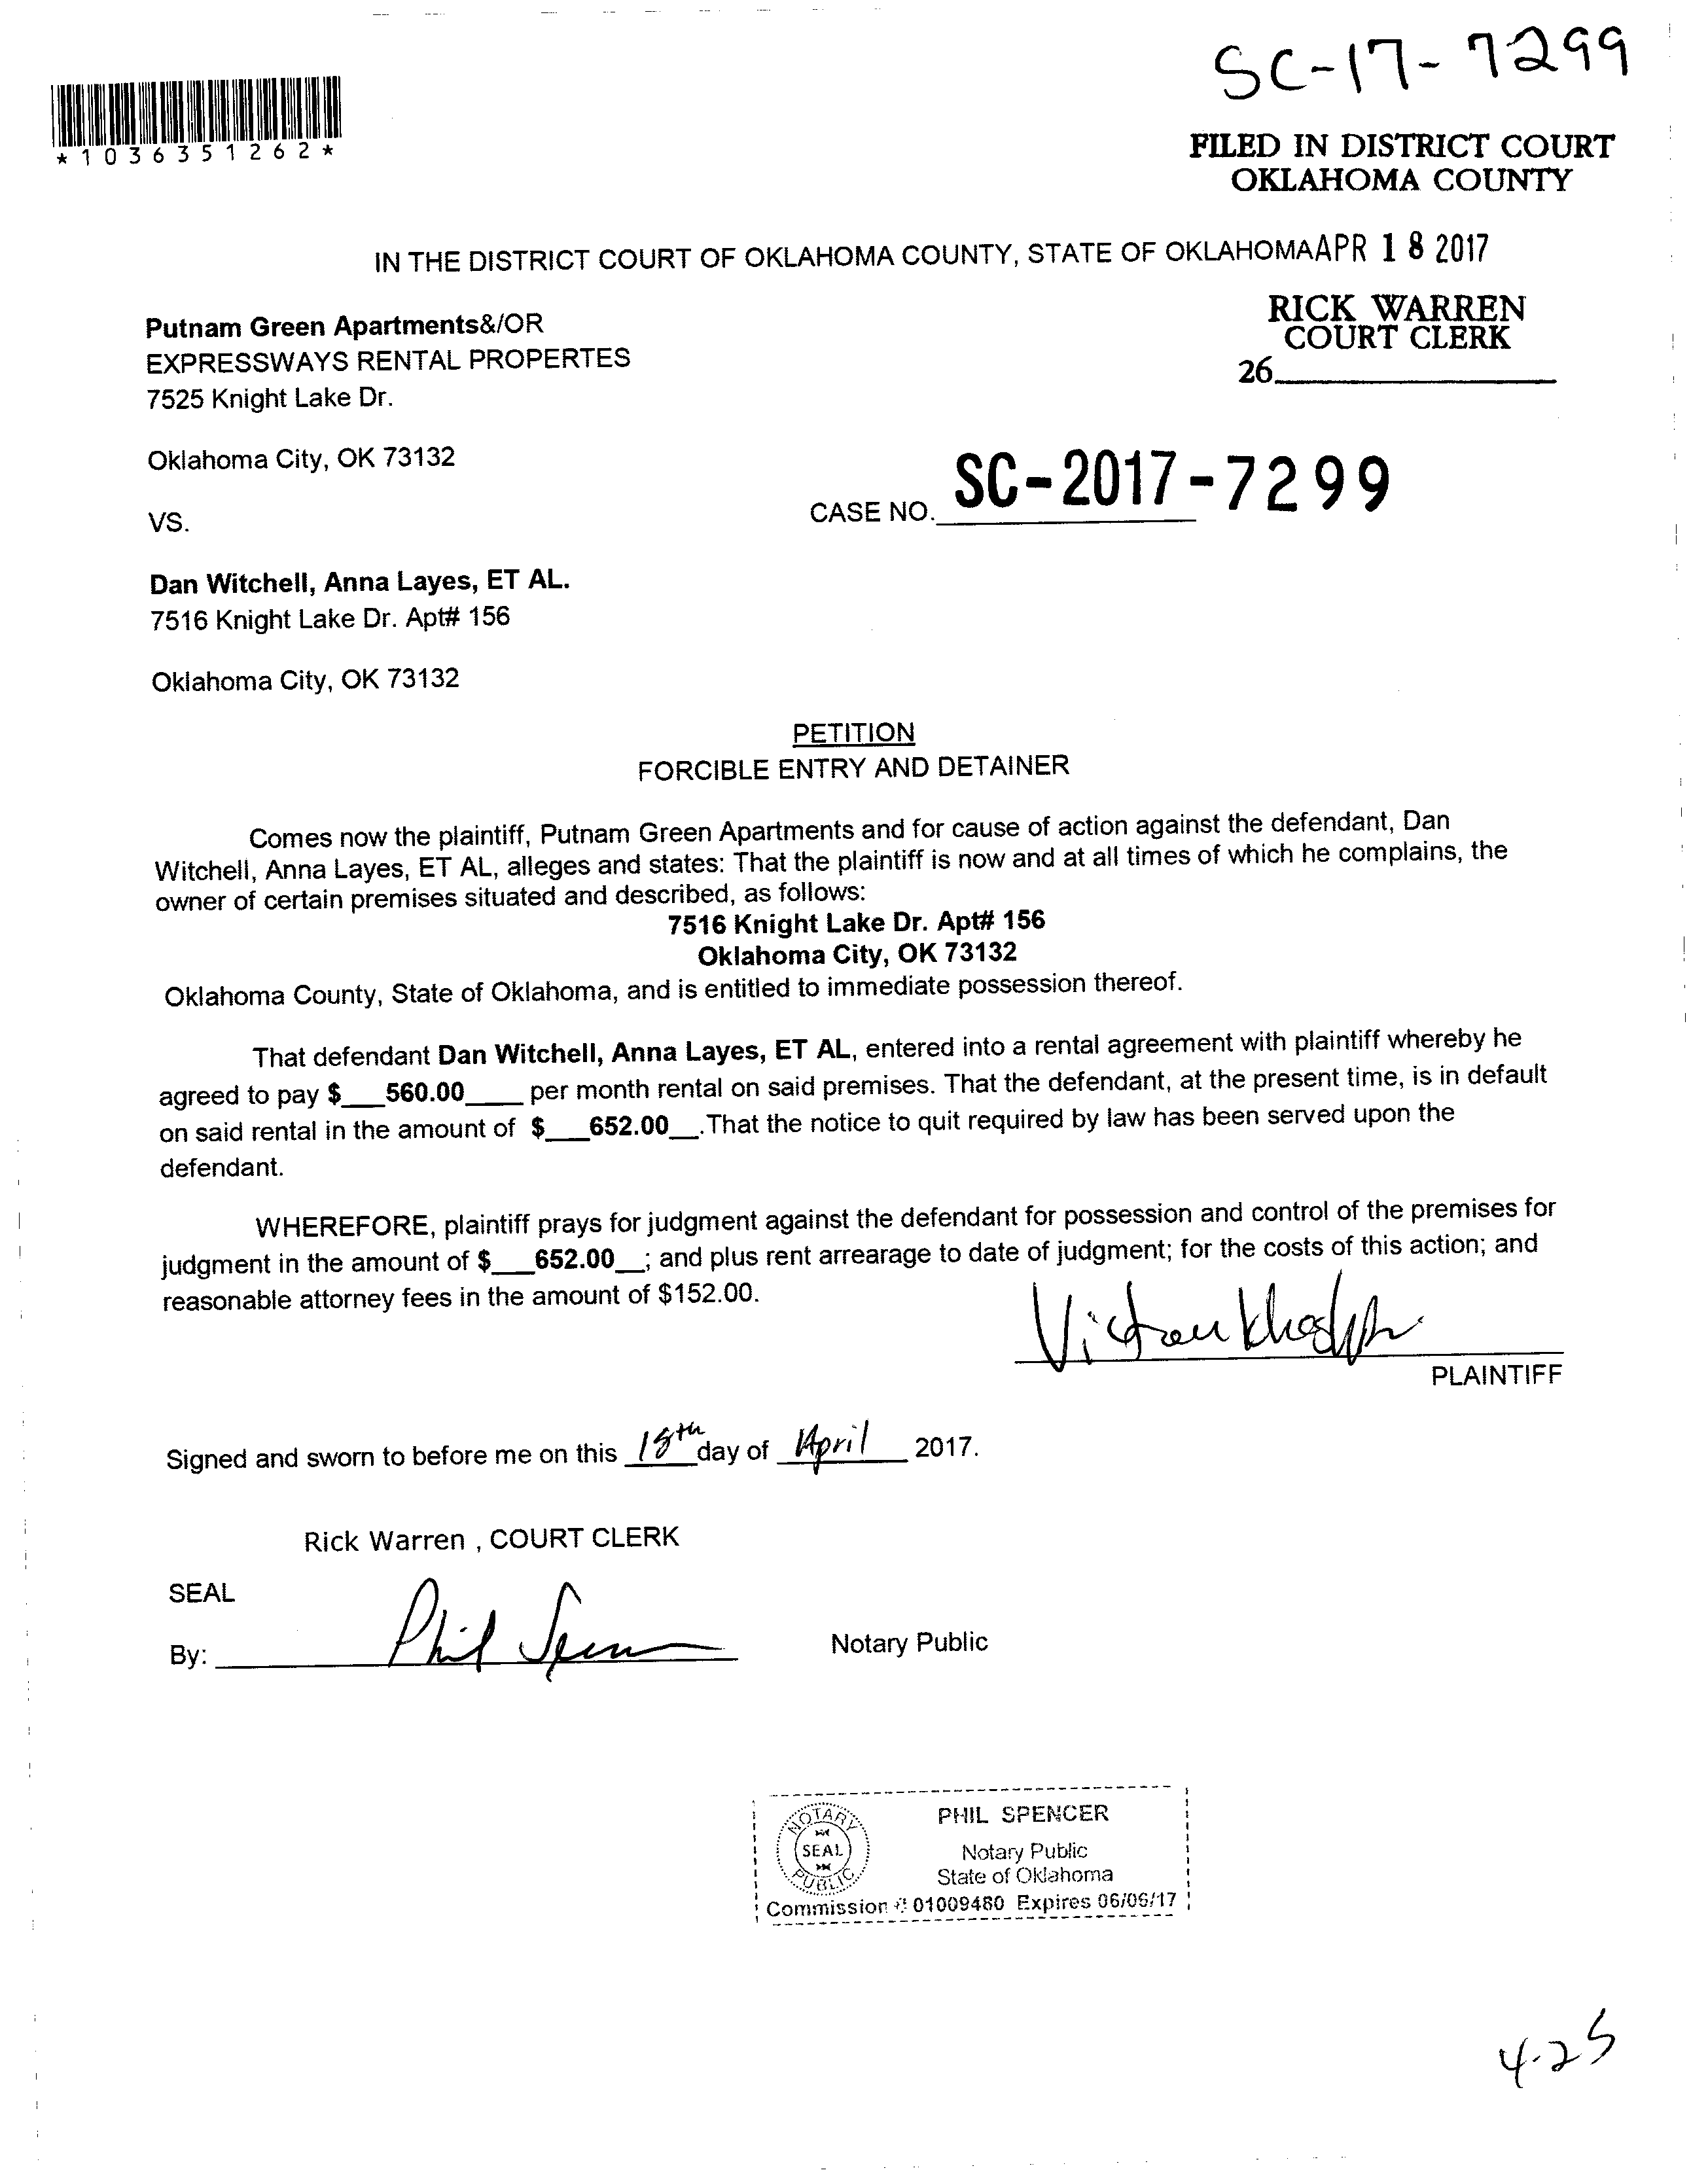 SC-17-7299
*1036351262*
FILED IN DISTRICT COURT
OKLAHOMA COUNTY
IN THE DISTRICT COURT OF OKLAHOMA COUNTY, STATE OF OKLAHOMA APR 18 2017
RICK WARREN
COURT CLERK
26
Putnam Green Apartments&/OR
EXPRESSWAYS RENTAL PROPERTES
7525 Knight Lake Dr.
Oklahoma City, OK 73132
VS.
CASE NO. SC-2017-7299
Dan Witchell, Anna Layes, ET AL.
7516 Knight Lake Dr. Apt# 156
Oklahoma City, OK 73132
PETITION
FORCIBLE ENTRY AND DETAINER
Comes now the plaintiff, Putnam Green Apartments and for cause of action against the defendant, Dan
Witchell, Anna Layes, ET AL, alleges and states: That the plaintiff is now and at all times of which he complains, the
owner of certain premises situated and described, as follows:
7516 Knight Lake Dr. Apt# 156
Oklahoma City, OK 73132
Oklahoma County, State of Oklahoma, and is entitled to immediate possession thereof.
That defendant Dan Witchell, Anna Layes, ET AL, entered into a rental agreement with plaintiff whereby he
agreed to pay $___560.00____ per month rental on said premises. That the defendant, at the present time, is in default
on said rental in the amount of $___652.00__.That the notice to quit required by law has been served upon the
defendant.
WHEREFORE, plaintiff prays for judgment against the defendant for possession and control of the premises for
judgment in the amount of $___652.00__; and plus rent arrearage to date of judgment; for the costs of this action; and
reasonable attorney fees in the amount of $152.00.
PLAINTIFF
Signed and sworn to before me on this 18th day of April 2017.
Rick Warren , COURT CLERK
SEAL
By: Phil Spencer Notary Public
NOTARY
SEAL
PUBLIC
PHIL SPENCER
Notary Public
State of Oklahoma
Commission # 01009480 Expires 06/06/17
4-25